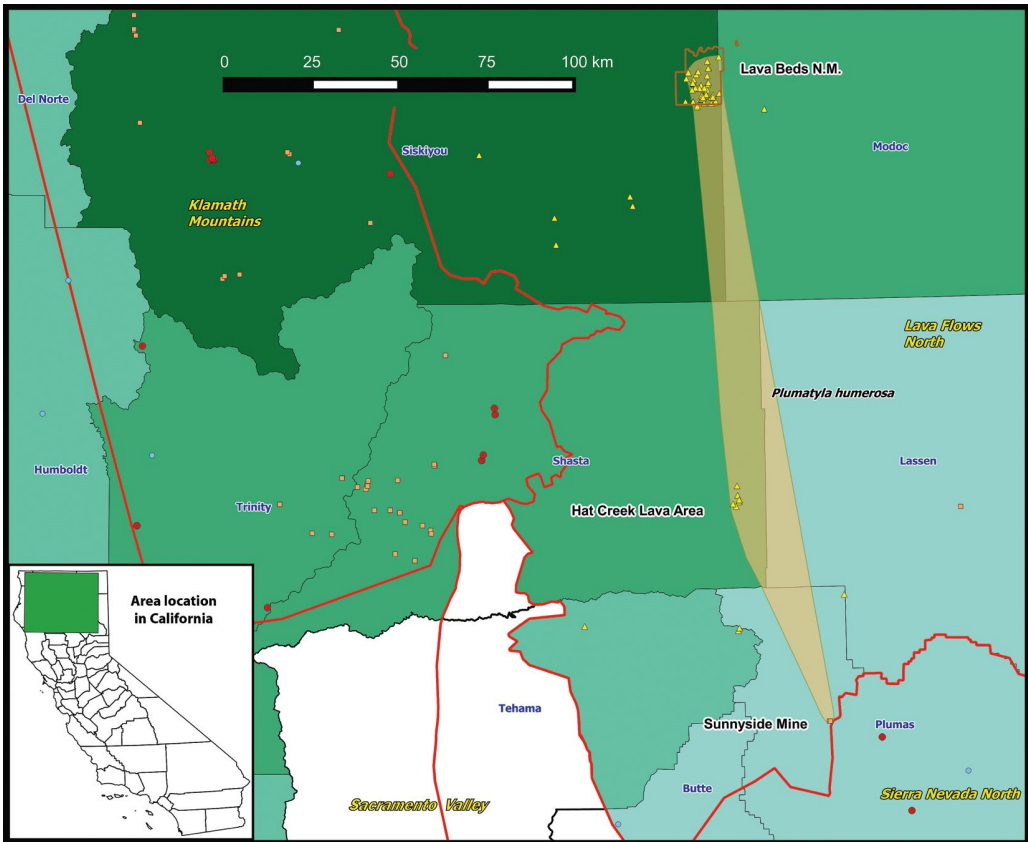 0 25 50 75 100 km
Lava Beds N.M.
Del Norte
Siskiyou
Modoc
Klamath
Mountains
Lava Flows
North
Plumatyla humerosa
Humboldt
Shasta
Lassen
Trinity
Hat Creek Lava Area
Area location
in California
Tehama
Sunnyside Mine
Plumas
Butte
Sacramento Valley
Sierra Nevada North